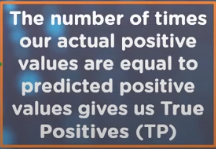 The number of times
our actual positive
values are equal to
predicted positive
values gives us True
Positives (TP)